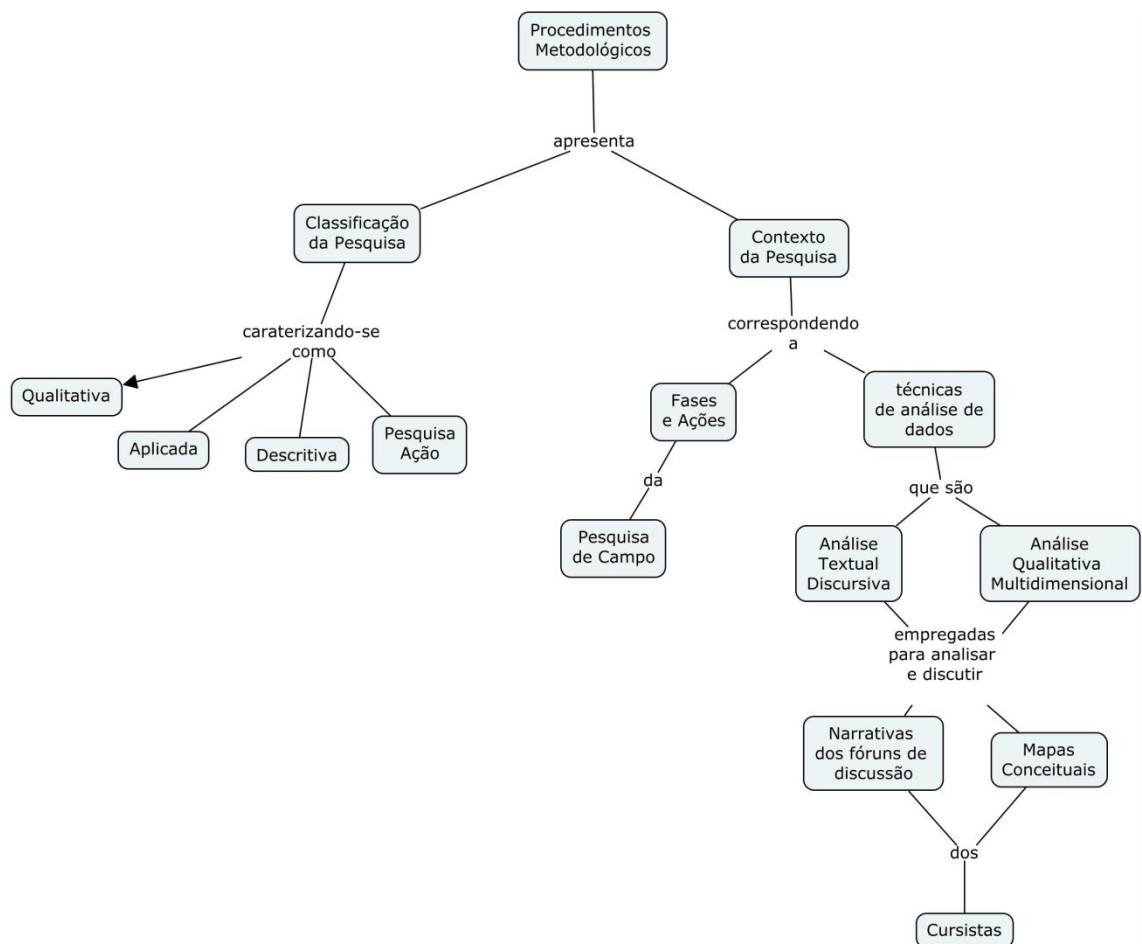 Procedimentos
Metodológicos
apresenta
Classificação
da Pesquisa
Contexto
da Pesquisa
caraterizando-se
como
correspondendo
a
Qualitativa
Aplicada
Descritiva
Pesquisa
Ação
Fases
e Ações
técnicas
de análise de
dados
da
que são
Pesquisa
de Campo
Análise
Textual
Discursiva
Análise
Qualitativa
Multidimensional
empregadas
para analisar
e discutir
Narrativas
dos fóruns de
discussão
Mapas
Conceituais
dos
Cursistas